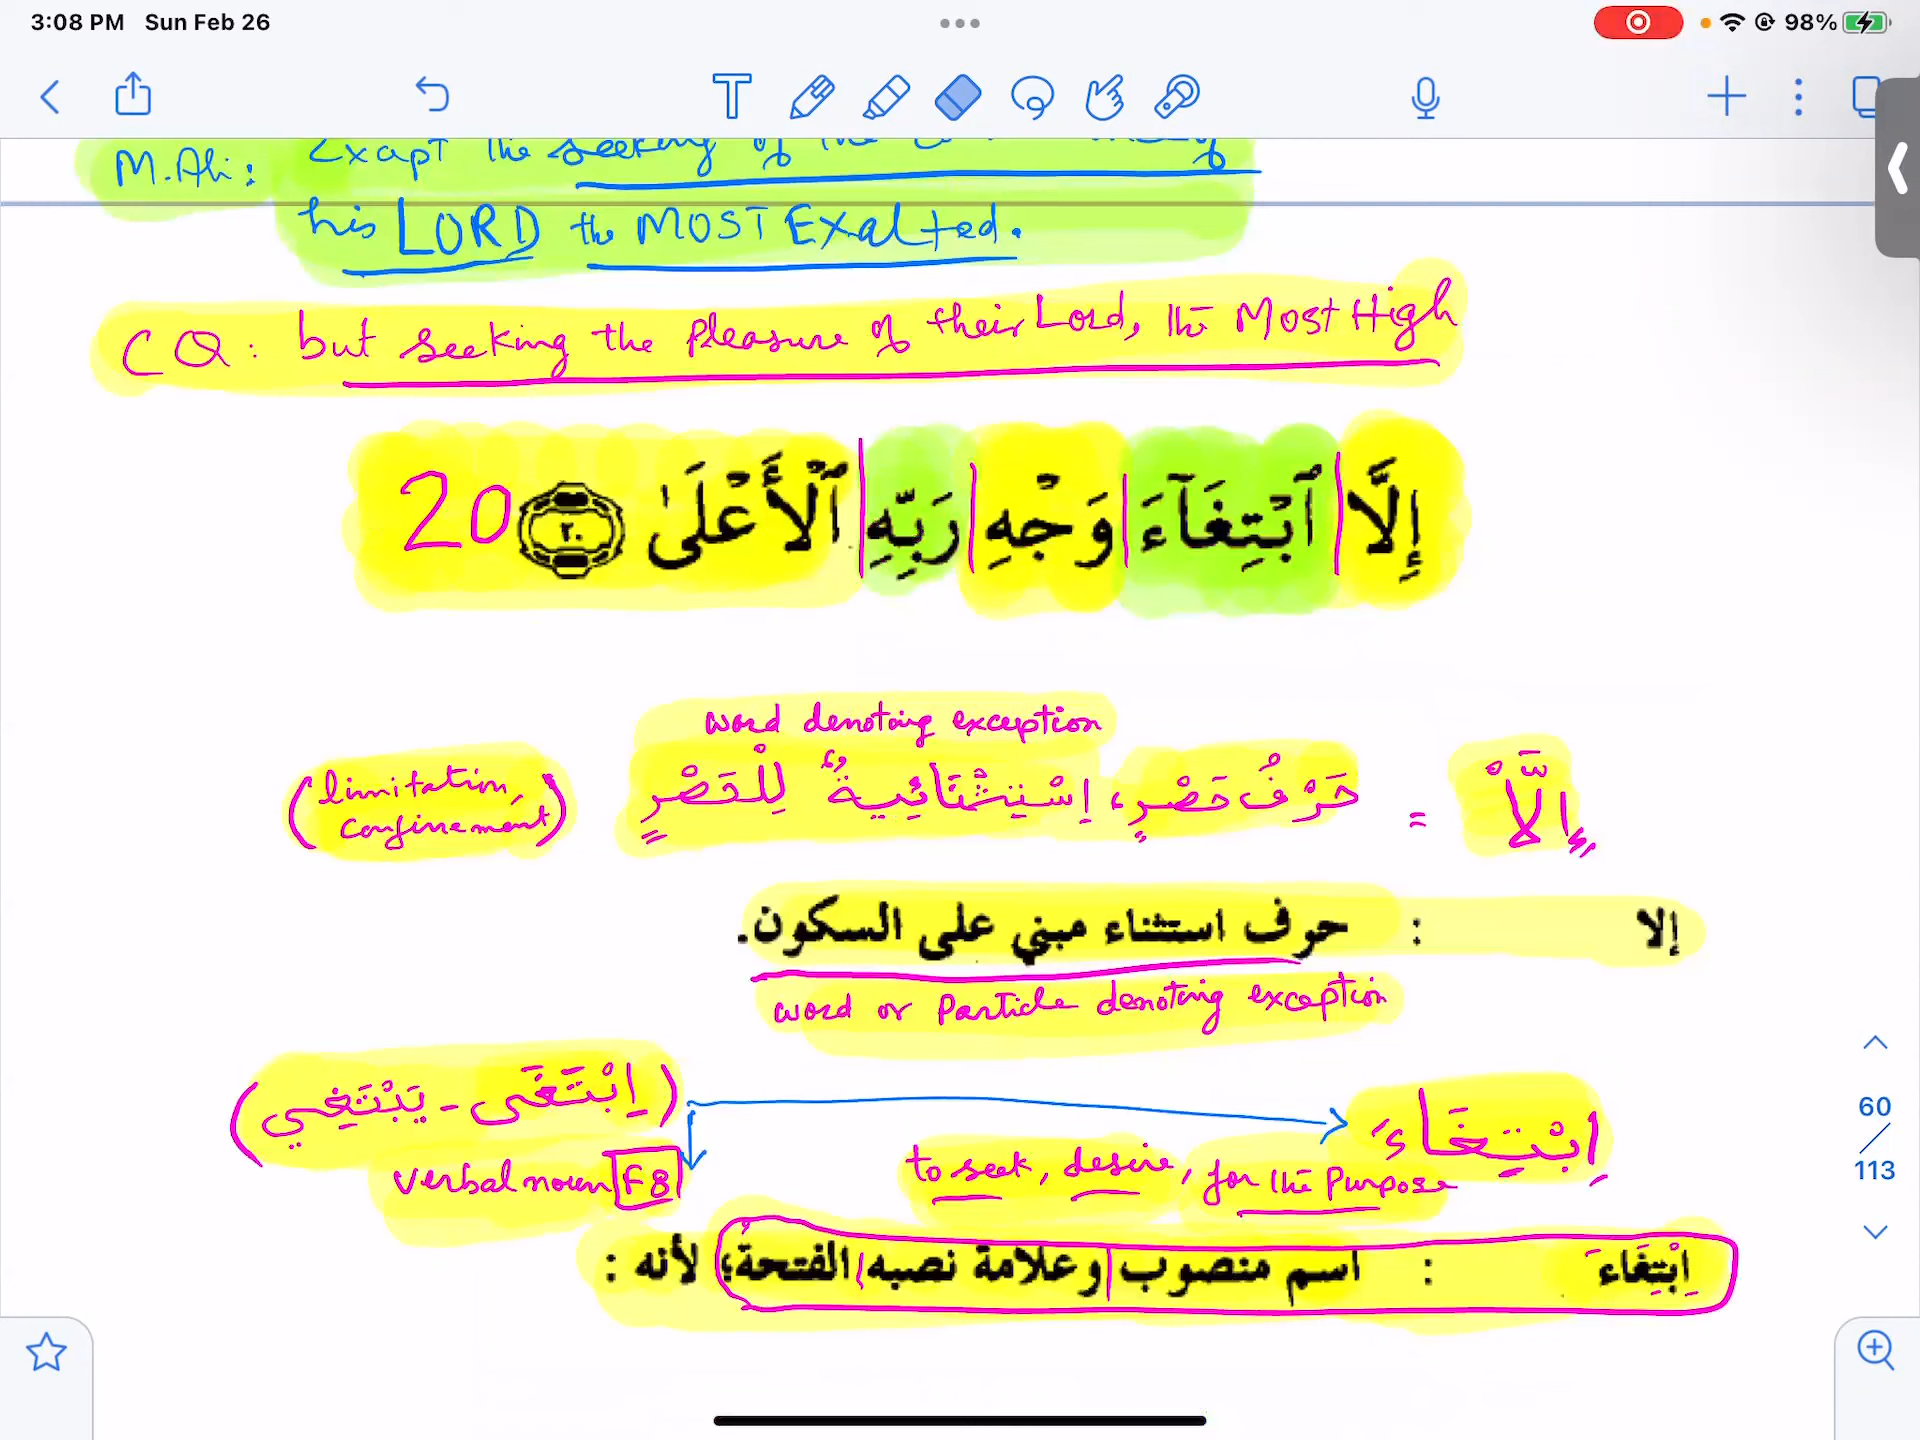 3:08 PM Sun Feb 26
98%
M.Ali: Exapt the seeking of the
his LORD the MOST EXalted.
CQ: but seeking the Pleasure of their Lord, the Most High
إِلَّا ٱبْتِغَآءَ وَجْهِ رَبِّهِ ٱلْأَعْلَىٰ ٢٠ 20
word denoting exception
إِلَّاْ = حَرْفُ حَصْرٍ، إِسْتِثْنَائِيةٌ لِلْحَصْرٍ (limitation, confinement)
إلا : حرف استثناء مبني على السكون.
word or Particle denoting exception
اِبْتِغَاءَ (اِبْتَغَى - يَبْتَغِي)
to seek, desire, for the Purpose
verbal noun F8
اِبْتِغَاءَ : اسم منصوب وعلامة نصبه الفتحة؛ لأنه :
60
113